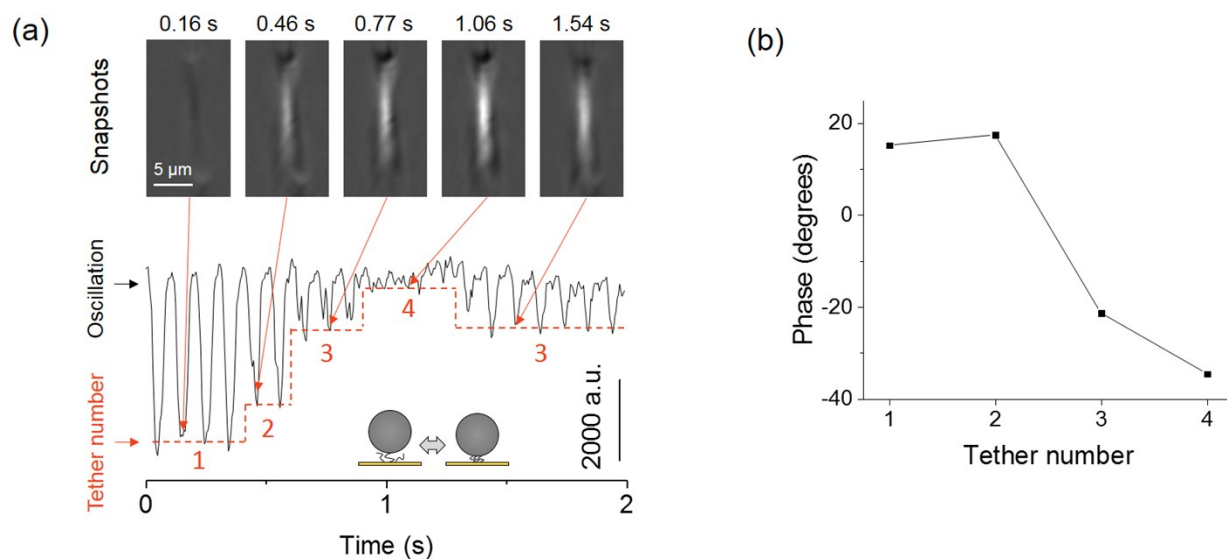 (a)
0.16 s 0.46 s 0.77 s 1.06 s 1.54 s
Snapshots
5 µm
Oscillation
Tether number
1
2
3
4
3
2000 a.u.
0 1 2
Time (s)
(b)
Phase (degrees)
20
0
-20
-40
1 2 3 4
Tether number